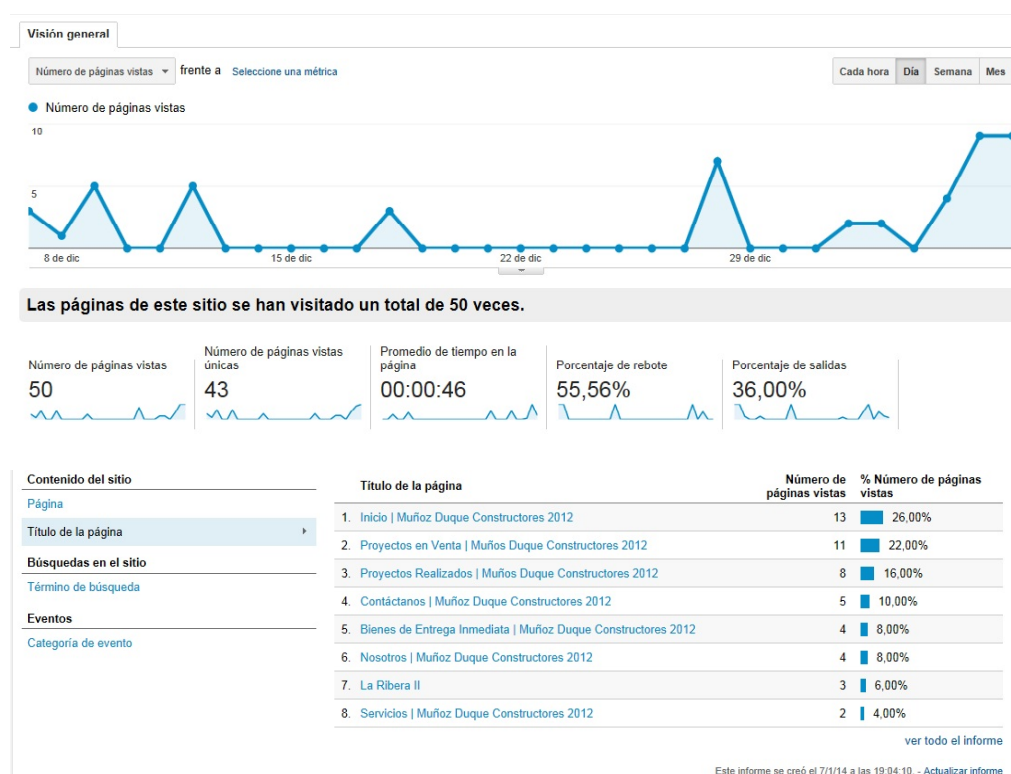 Visión general
Número de páginas vistas frente a Seleccione una métrica
Cada hora Día Semana Mes
Número de páginas vistas
10
5
8 de dic 15 de dic 22 de dic 29 de dic
Las páginas de este sitio se han visitado un total de 50 veces.
Número de páginas vistas
50
Número de páginas vistas
únicas
43
Promedio de tiempo en la
página
00:00:46
Porcentaje de rebote
55,56%
Porcentaje de salidas
36,00%
Contenido del sitio
Página
Título de la página
Búsquedas en el sitio
Término de búsqueda
Eventos
Categoría de evento
Título de la página
Número de
páginas vistas
% Número de páginas
vistas
1. Inicio | Muñoz Duque Constructores 2012 13 26,00%
2. Proyectos en Venta | Muños Duque Constructores 2012 11 22,00%
3. Proyectos Realizados | Muños Duque Constructores 2012 8 16,00%
4. Contáctanos | Muñoz Duque Constructores 2012 5 10,00%
5. Bienes de Entrega Inmediata | Muñoz Duque Constructores 2012 4 8,00%
6. Nosotros | Muñoz Duque Constructores 2012 4 8,00%
7. La Ribera II 3 6,00%
8. Servicios | Muñoz Duque Constructores 2012 2 4,00%
ver todo el informe
Este informe se creó el 7/1/14 a las 19:04:10. - Actualizar informe